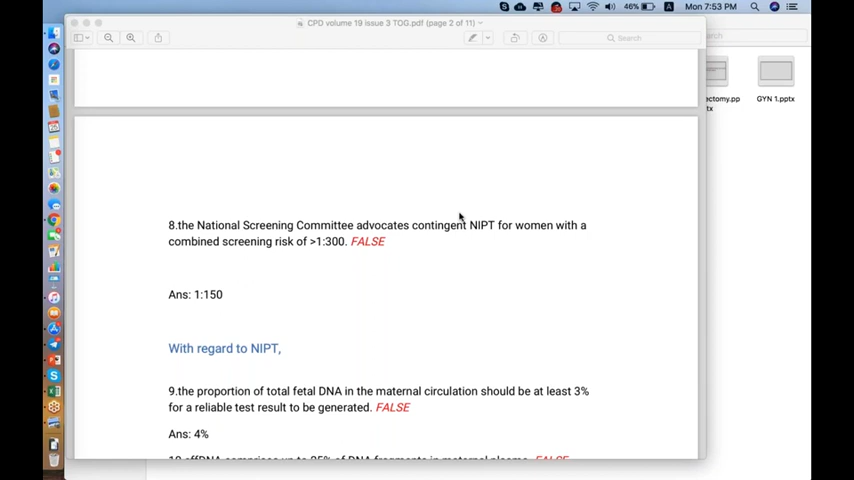 46%
Mon 7:53 PM
CPD volume 19 issue 3 TOG.pdf (page 2 of 11)
Search
ectomy.pp
tx
GYN 1.pptx
8.the National Screening Committee advocates contingent NIPT for women with a
combined screening risk of >1:300. FALSE
Ans: 1:150
With regard to NIPT,
9.the proportion of total fetal DNA in the maternal circulation should be at least 3%
for a reliable test result to be generated. FALSE
Ans: 4%